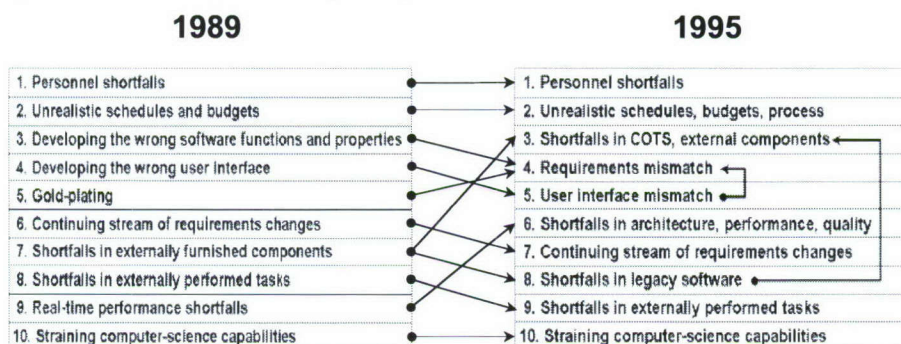 1989
1. Personnel shortfalls
2. Unrealistic schedules and budgets
3. Developing the wrong software functions and properties
4. Developing the wrong user interface
5. Gold-plating
6. Continuing stream of requirements changes
7. Shortfalls in externally furnished components
8. Shortfalls in externally performed tasks
9. Real-time performance shortfalls
10. Straining computer-science capabilities
1995
1. Personnel shortfalls
2. Unrealistic schedules, budgets, process
3. Shortfalls in COTS, external components
4. Requirements mismatch
5. User interface mismatch
6. Shortfalls in architecture, performance, quality
7. Continuing stream of requirements changes
8. Shortfalls in legacy software
9. Shortfalls in externally performed tasks
10. Straining computer-science capabilities